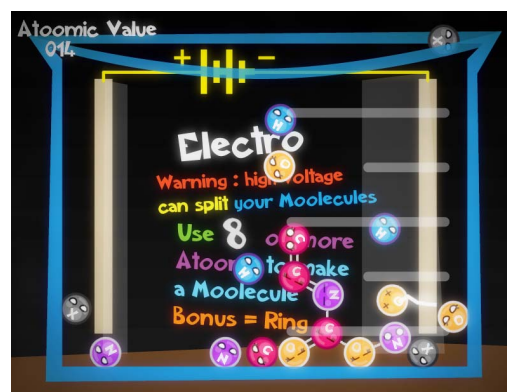 Atoomic Value
014
+ -
Electro
Warning : high voltage
can split your Moolecules
Use 8 or more
Atooms to make
a Moolecule
Bonus = Ring
X
H
O
H
C
H
C
N
O
O
X
C
N
N
C
O
O
X